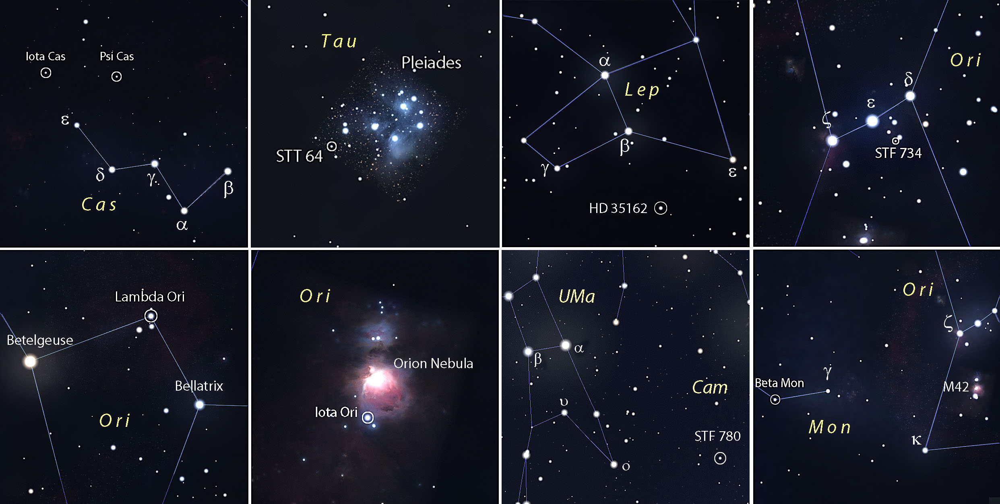 Iota Cas
Psi Cas
ε
δ
γ
β
Cas
α
Tau
Pleiades
STT 64
α
Lep
β
γ
ε
HD 35162
Ori
δ
ε
ζ
STF 734
Lambda Ori
Betelgeuse
Bellatrix
Ori
Ori
Orion Nebula
Iota Ori
UMa
α
β
Cam
υ
STF 780
ο
Ori
ζ
γ
Beta Mon
M42
Mon
κ